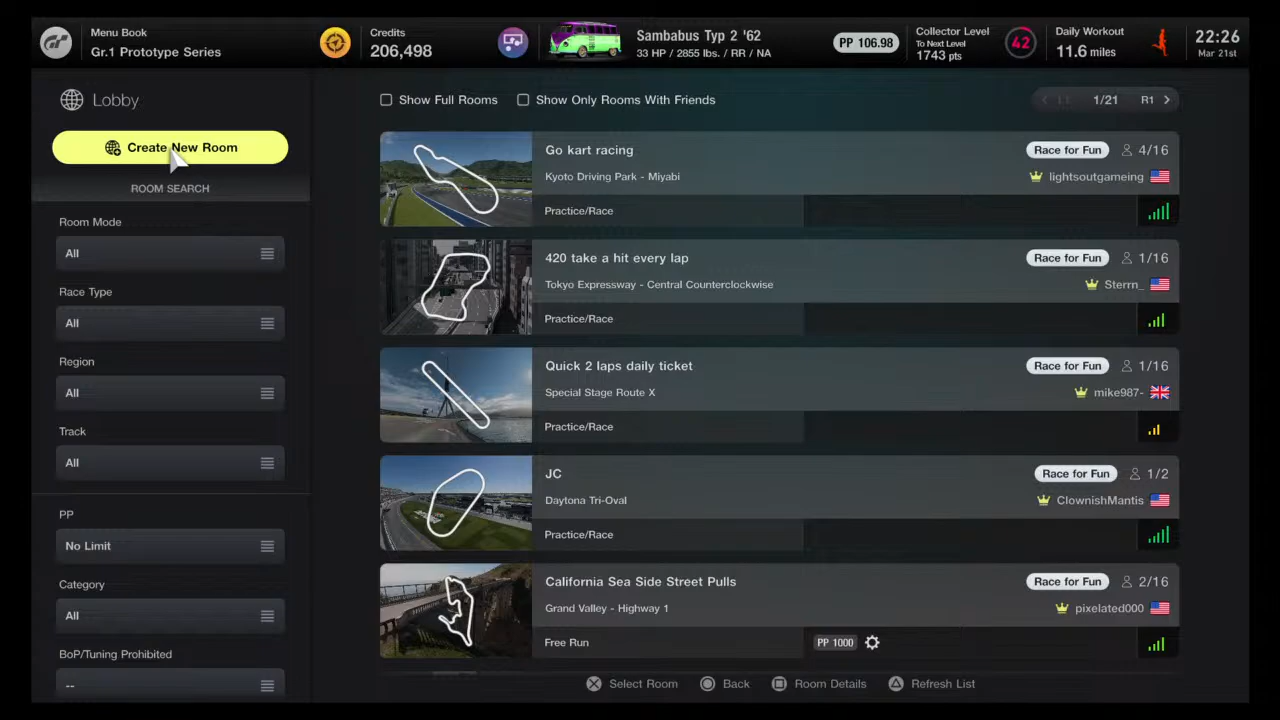 Menu Book
Gr.1 Prototype Series
Credits
206,498
Sambabus Typ 2 '62
33 HP / 2855 lbs. / RR / NA
PP 106.98
Collector Level
To Next Level
1743 pts
42
Daily Workout
11.6 miles
22:26
Mar 21st
Lobby
Create New Room
ROOM SEARCH
Room Mode
All
Race Type
All
Region
All
Track
All
PP
No Limit
Category
All
BoP/Tuning Prohibited
--
Show Full Rooms
Show Only Rooms With Friends
L1 1/21 R1
Go kart racing
Race for Fun 4/16
Kyoto Driving Park - Miyabi
lightsoutgameing
Practice/Race
420 take a hit every lap
Race for Fun 1/16
Tokyo Expressway - Central Counterclockwise
Sterrn_
Practice/Race
Quick 2 laps daily ticket
Race for Fun 1/16
Special Stage Route X
mike987-
Practice/Race
JC
Race for Fun 1/2
Daytona Tri-Oval
ClownishMantis
Practice/Race
California Sea Side Street Pulls
Race for Fun 2/16
Grand Valley - Highway 1
pixelated000
Free Run
PP 1000
Select Room
Back
Room Details
Refresh List